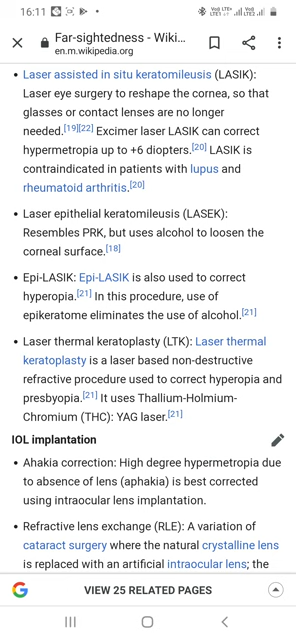 16:11
Far-sightedness - Wiki...
en.m.wikipedia.org
• Laser assisted in situ keratomileusis (LASIK):
Laser eye surgery to reshape the cornea, so that
glasses or contact lenses are no longer
needed.[19][22] Excimer laser LASIK can correct
hypermetropia up to +6 diopters.[20] LASIK is
contraindicated in patients with lupus and
rheumatoid arthritis.[20]
• Laser epithelial keratomileusis (LASEK):
Resembles PRK, but uses alcohol to loosen the
corneal surface.[18]
• Epi-LASIK: Epi-LASIK is also used to correct
hyperopia.[21] In this procedure, use of
epikeratome eliminates the use of alcohol.[21]
• Laser thermal keratoplasty (LTK): Laser thermal
keratoplasty is a laser based non-destructive
refractive procedure used to correct hyperopia and
presbyopia.[21] It uses Thallium-Holmium-
Chromium (THC): YAG laser.[21]
IOL implantation
• Ahakia correction: High degree hypermetropia due
to absence of lens (aphakia) is best corrected
using intraocular lens implantation.
• Refractive lens exchange (RLE): A variation of
cataract surgery where the natural crystalline lens
is replaced with an artificial intraocular lens; the
VIEW 25 RELATED PAGES